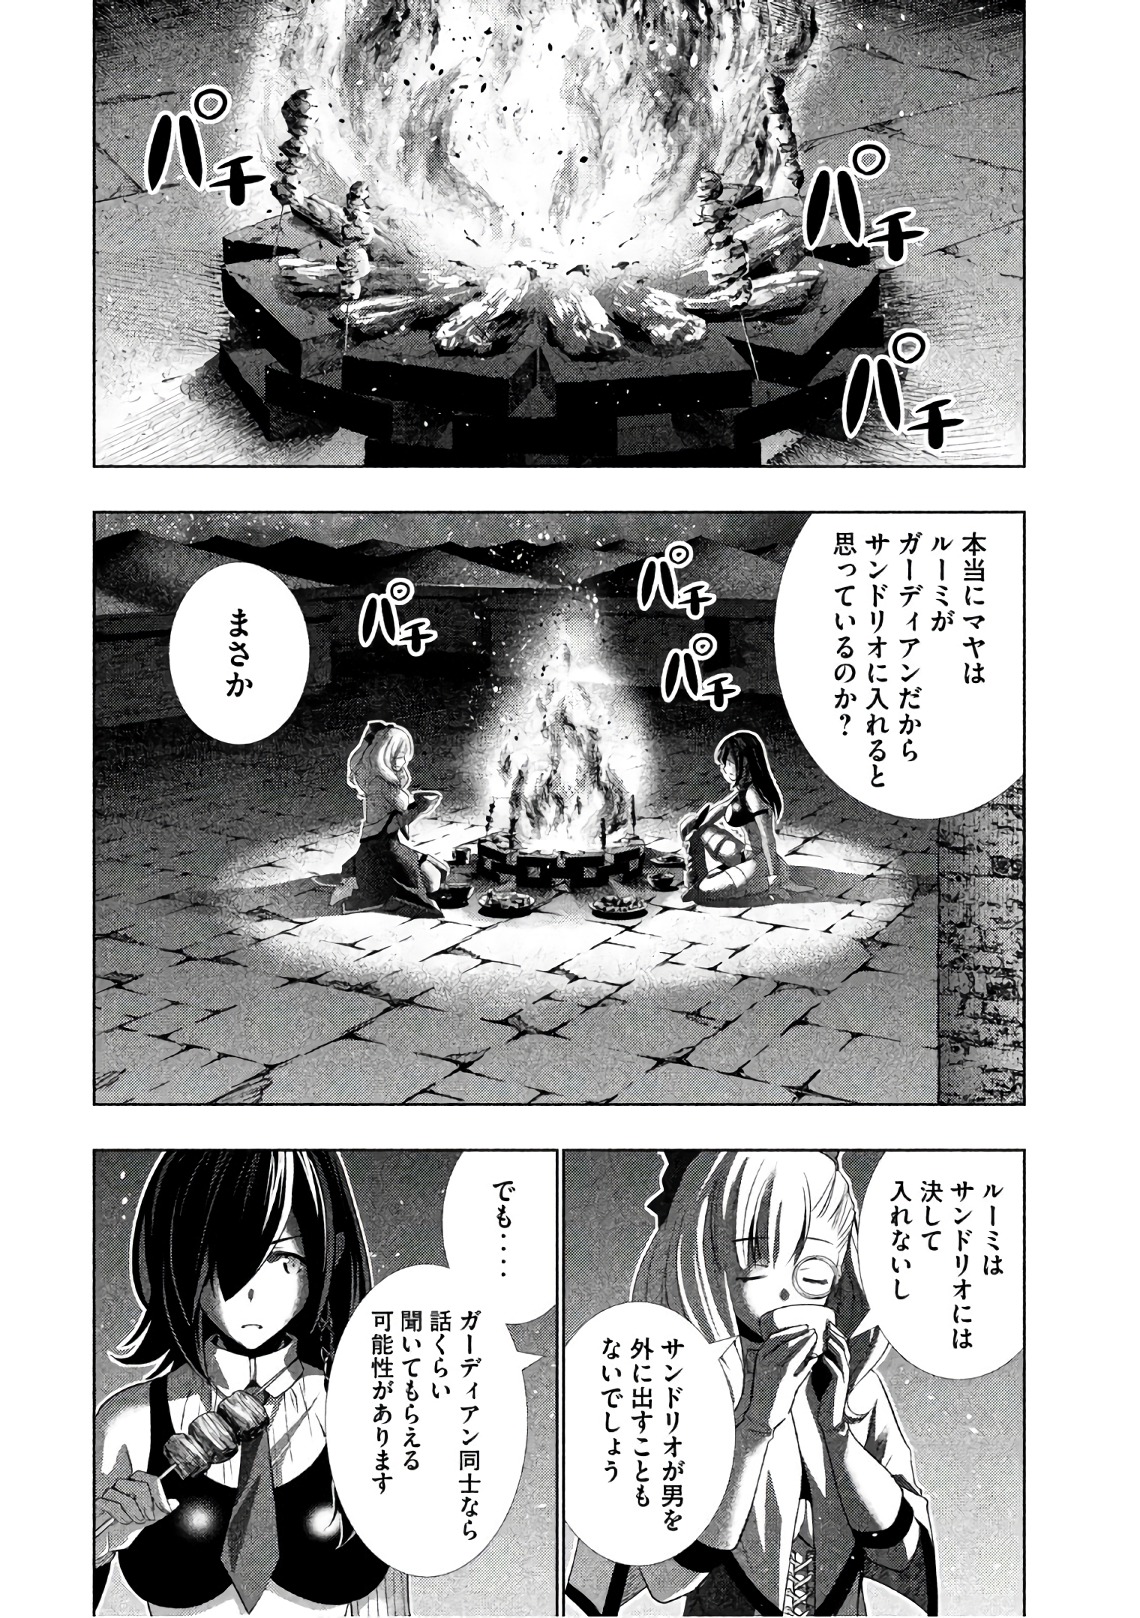 パチ
パチ
パチ
本当にマヤは
ルーミが
ガーディアンだから
サンドリオに入れると
思っているのか？
パチ
パチ
パチ
まさか
ルーミは
サンドリオには
決して
入れないし
サンドリオが男を
外に出すことも
ないでしょう
でも‥‥
ガーディアン同士なら
話くらい
聞いてもらえる
可能性があります